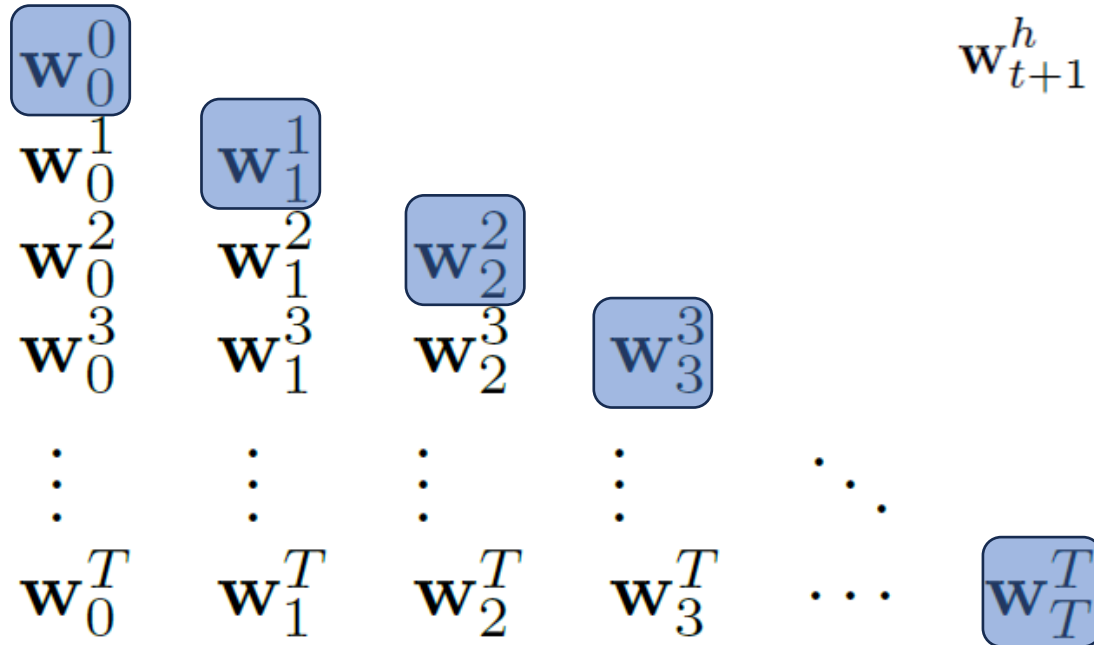 w_0^0 w_{t+1}^h
w_0^1 w_1^1
w_0^2 w_1^2 w_2^2
w_0^3 w_1^3 w_2^3 w_3^3
⋮ ⋮ ⋮ ⋮ ⋱
w_0^T w_1^T w_2^T w_3^T ⋯ w_T^T